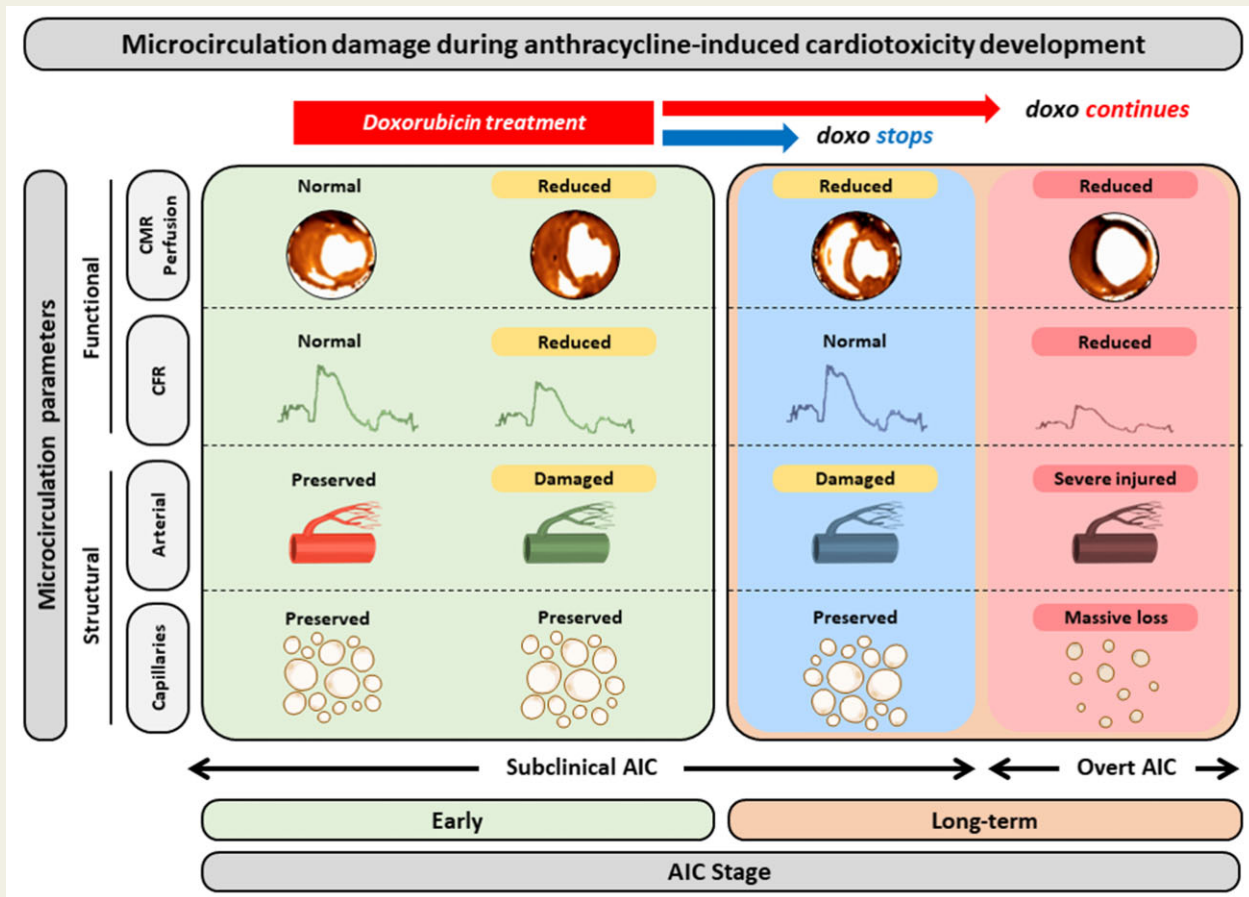 Microcirculation damage during anthracycline-induced cardiotoxicity development
Doxorubicin treatment
doxo continues
doxo stops
Microcirculation parameters
Functional
Structural
CMR
Perfusion
Normal
Reduced
Reduced
Reduced
CFR
Normal
Reduced
Normal
Reduced
Arterial
Preserved
Damaged
Damaged
Severe injured
Capillaries
Preserved
Preserved
Preserved
Massive loss
Subclinical AIC
Overt AIC
Early
Long-term
AIC Stage